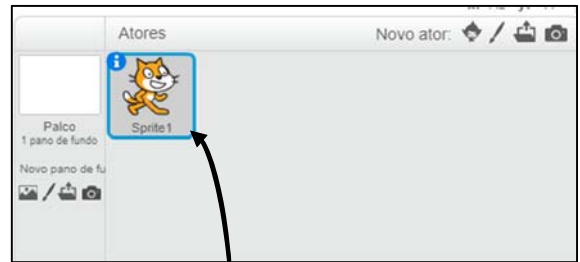 Atores
Novo ator:
Sprite1
Palco
1 pano de fundo
Novo pano de fu